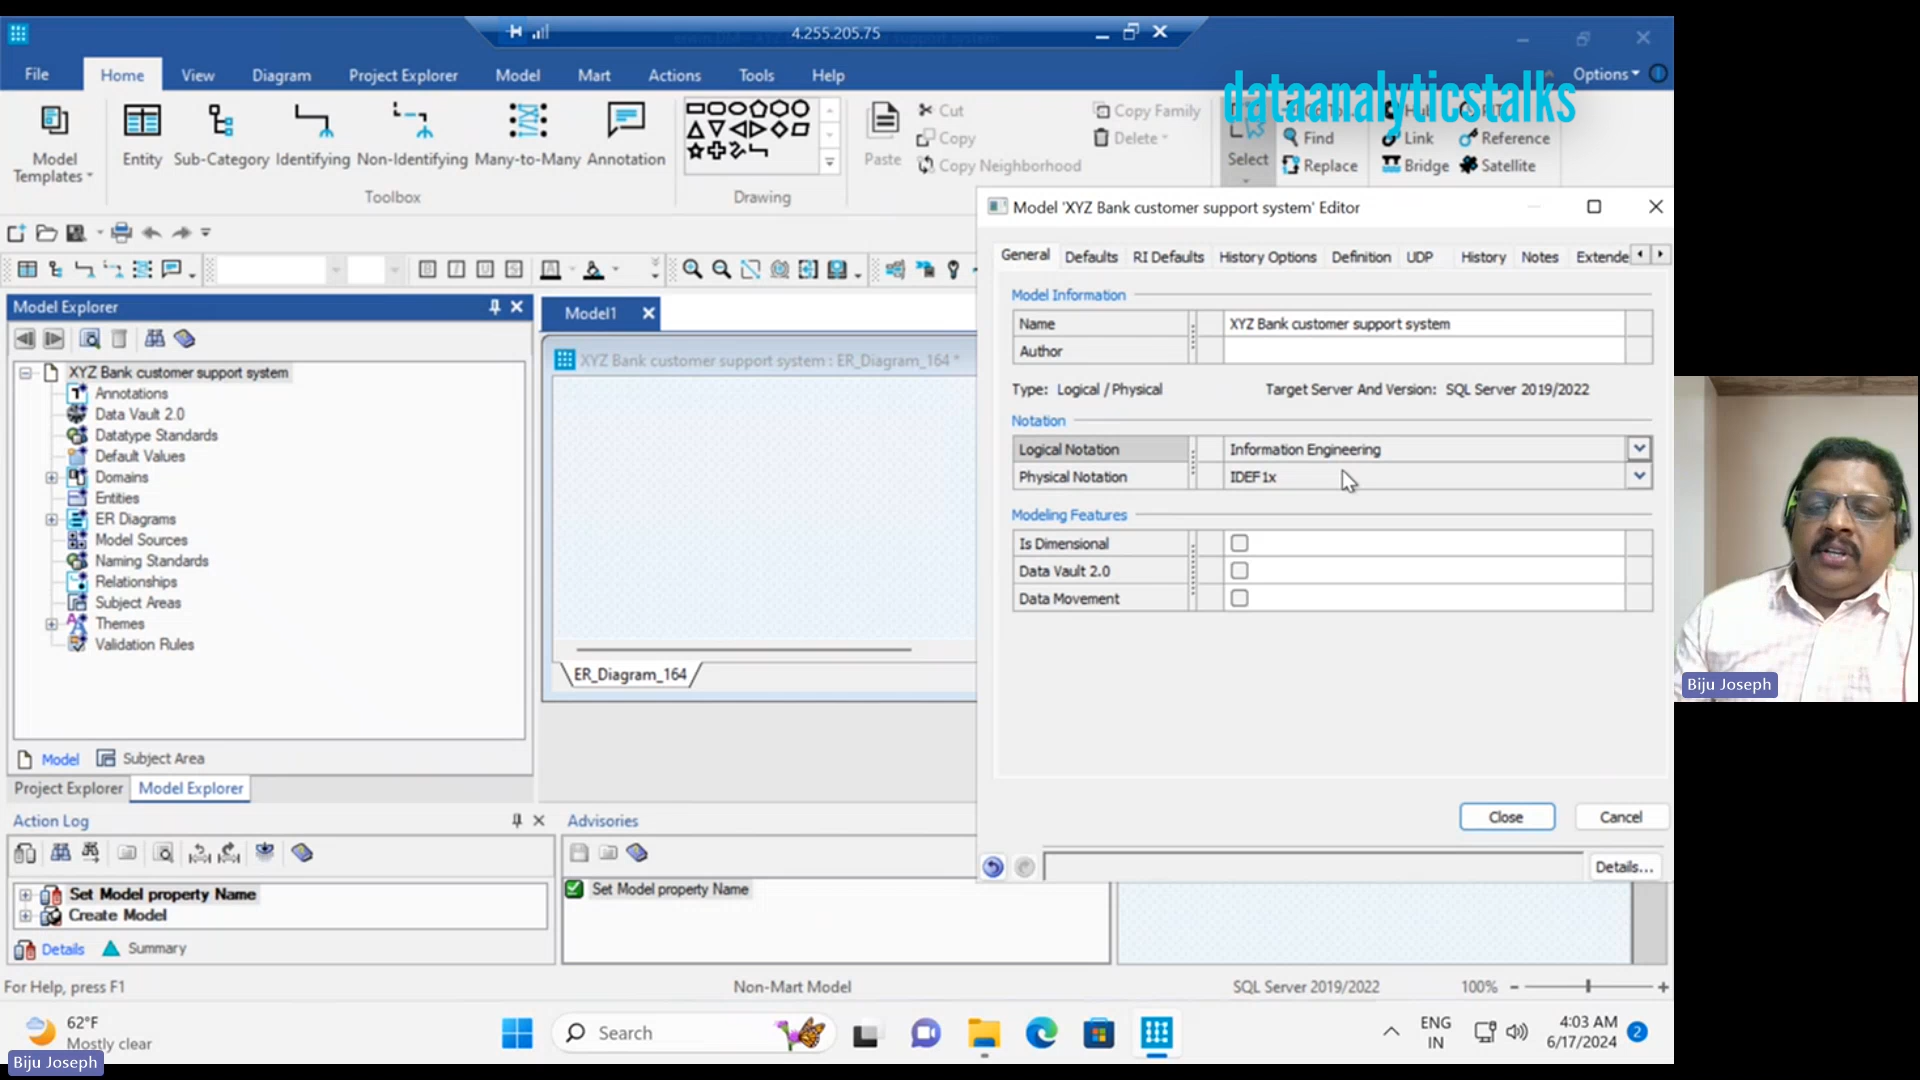 4.255.205.75
File Home View Diagram Project Explorer Model Mart Actions Tools Help Options
dataanalyticstalks
Model Templates
Entity Sub-Category Identifying Non-Identifying Many-to-Many Annotation
Toolbox
Drawing
Paste
Cut
Copy
Copy Neighborhood
Copy Family
Delete
Select
Find
Replace
Link
Bridge
Reference
Satellite
Model Explorer
XYZ Bank customer support system
Annotations
Data Vault 2.0
Datatype Standards
Default Values
Domains
Entities
ER Diagrams
Model Sources
Naming Standards
Relationships
Subject Areas
Themes
Validation Rules
Model Subject Area
Project Explorer Model Explorer
Model1
XYZ Bank customer support system : ER_Diagram_164 *
ER_Diagram_164
Model 'XYZ Bank customer support system' Editor
General Defaults RI Defaults History Options Definition UDP History Notes Extende
Model Information
Name XYZ Bank customer support system
Author
Type: Logical / Physical Target Server And Version: SQL Server 2019/2022
Notation
Logical Notation Information Engineering
Physical Notation IDEF1x
Modeling Features
Is Dimensional
Data Vault 2.0
Data Movement
Close Cancel
Details...
Action Log
Set Model property Name
Create Model
Details Summary
Advisories
Set Model property Name
For Help, press F1 Non-Mart Model SQL Server 2019/2022 100%
62°F
Mostly clear
Search
ENG
IN
4:03 AM
6/17/2024
2
Biju Joseph
Biju Joseph